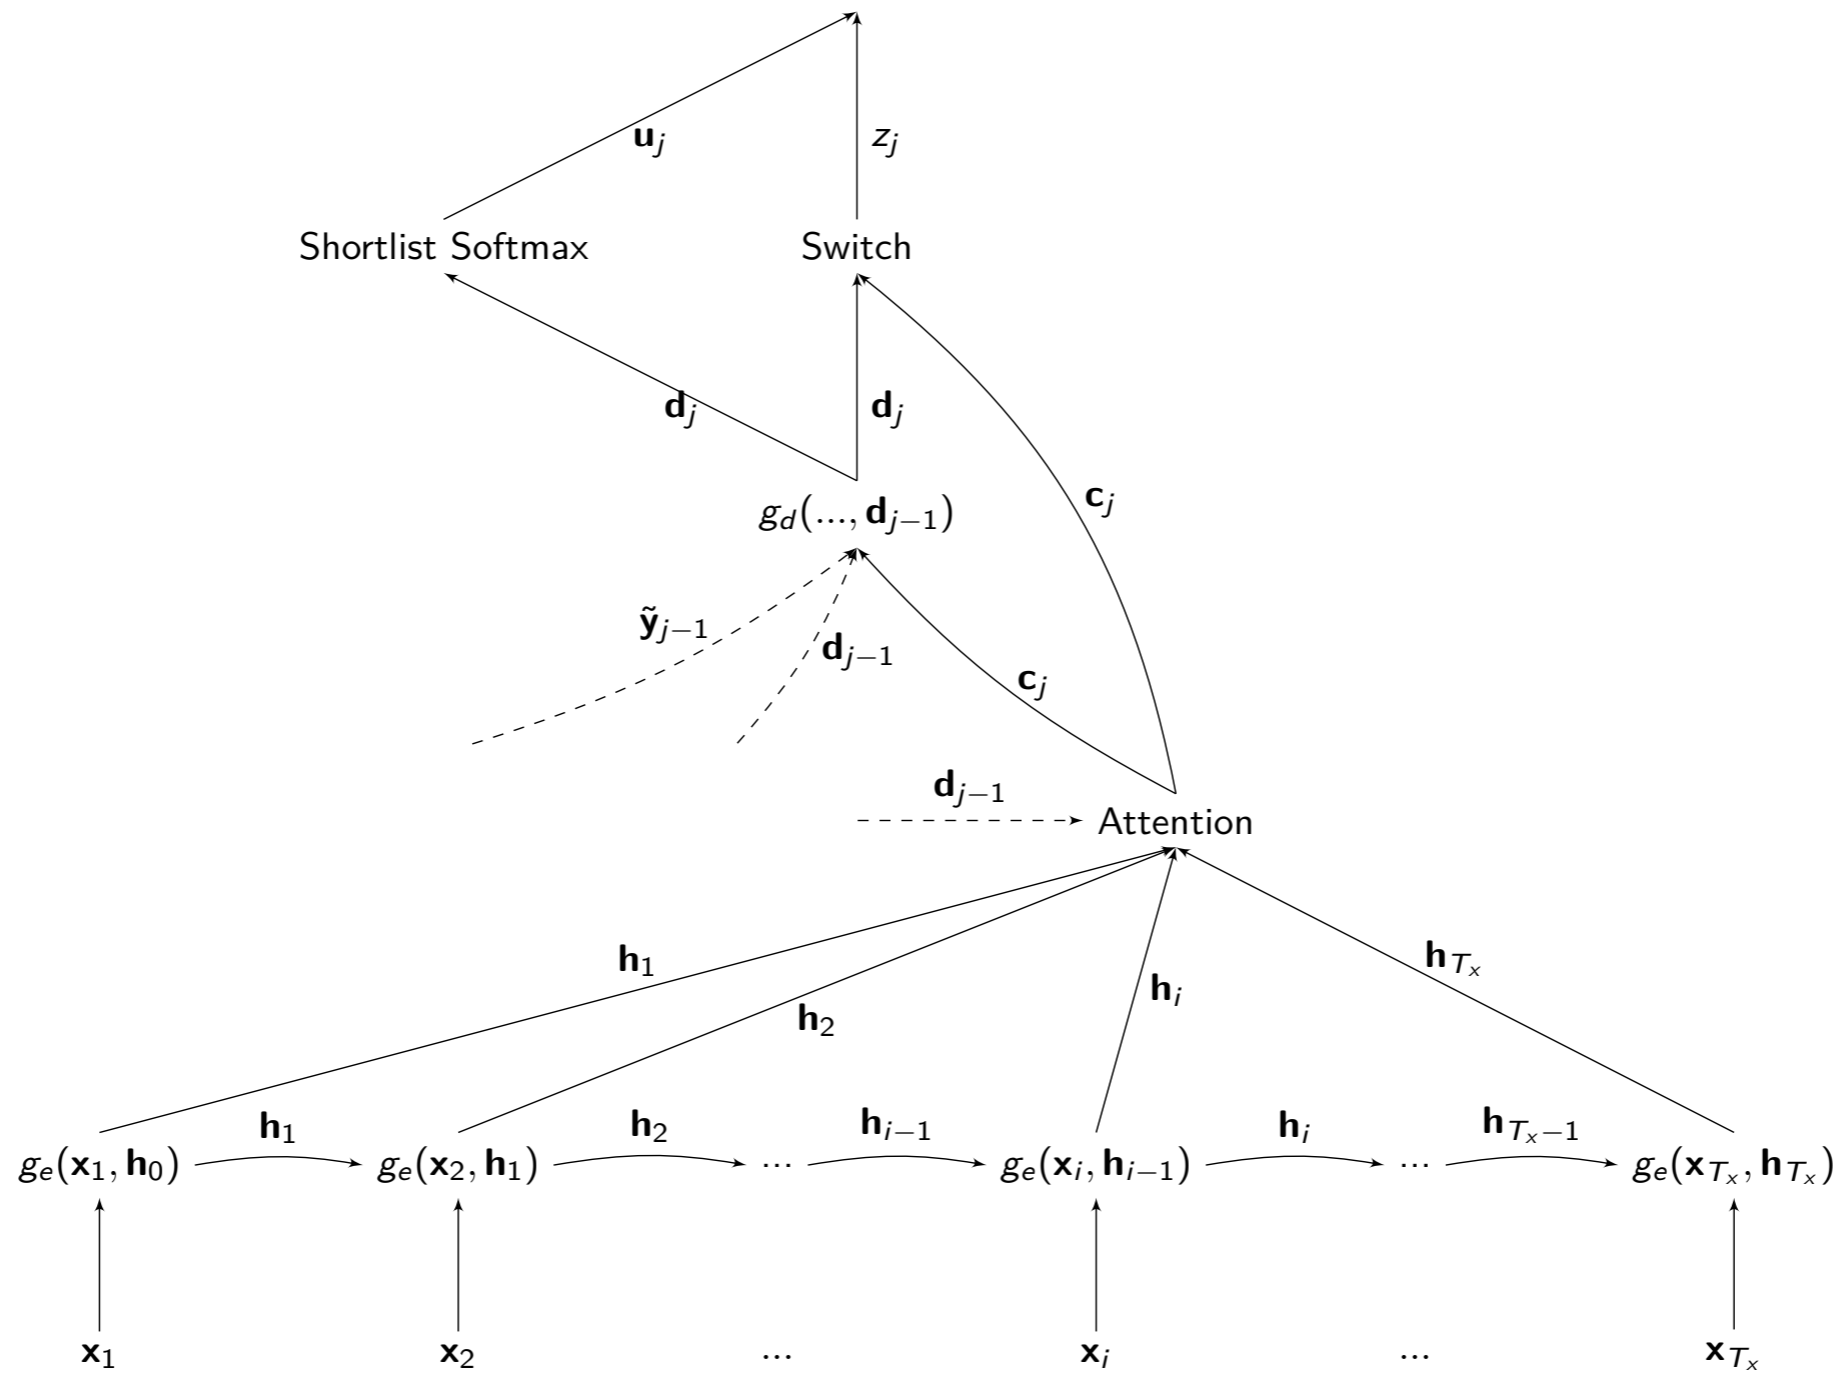 𝐮_j z_j
Shortlist Softmax Switch
𝐝_j 𝐝_j
𝐜_j
g_d(..., 𝐝_{j−1})
𝐲̃_{j−1}
𝐝_{j−1}
𝐜_j
𝐝_{j−1}
Attention
𝐡_1 𝐡_{T_x}
𝐡_i
𝐡_2
𝐡_1 𝐡_2 𝐡_{i−1} 𝐡_i 𝐡_{T_x−1}
g_e(𝐱_1, 𝐡_0) g_e(𝐱_2, 𝐡_1) ... g_e(𝐱_i, 𝐡_{i−1}) ... g_e(𝐱_{T_x}, 𝐡_{T_x})
𝐱_1 𝐱_2 ... 𝐱_i ... 𝐱_{T_x}